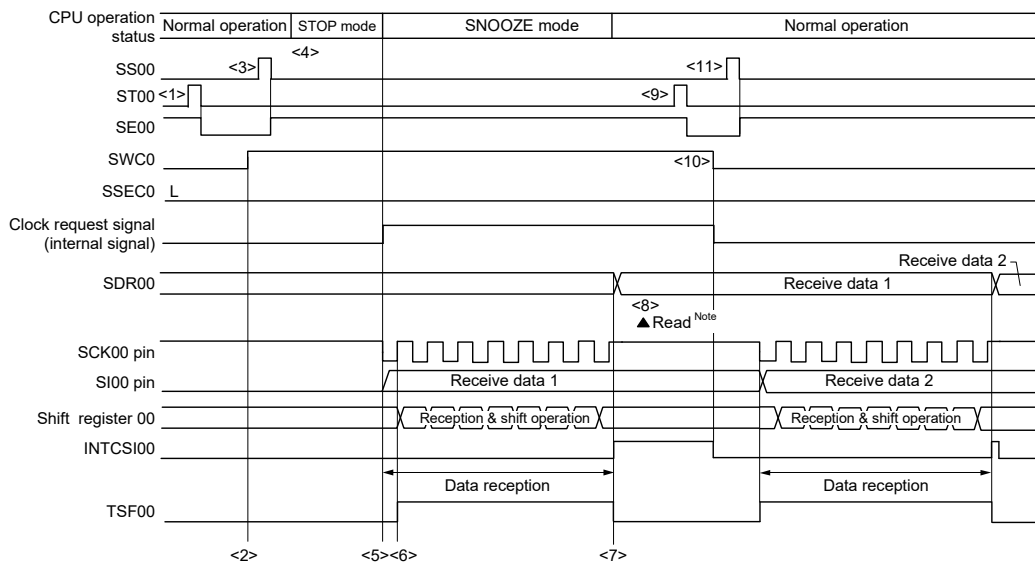 CPU operation
status
Normal operation
STOP mode
SNOOZE mode
Normal operation
<4>
SS00
<3>
<11>
ST00
<1>
<9>
SE00
SWC0
<10>
SSEC0
L
Clock request signal
(internal signal)
Receive data 2
SDR00
Receive data 1
<8>
▲ Read Note
SCK00 pin
SI00 pin
Receive data 1
Receive data 2
Shift register 00
Reception & shift operation
Reception & shift operation
INTCSI00
Data reception
Data reception
TSF00
<2>
<5>
<6>
<7>